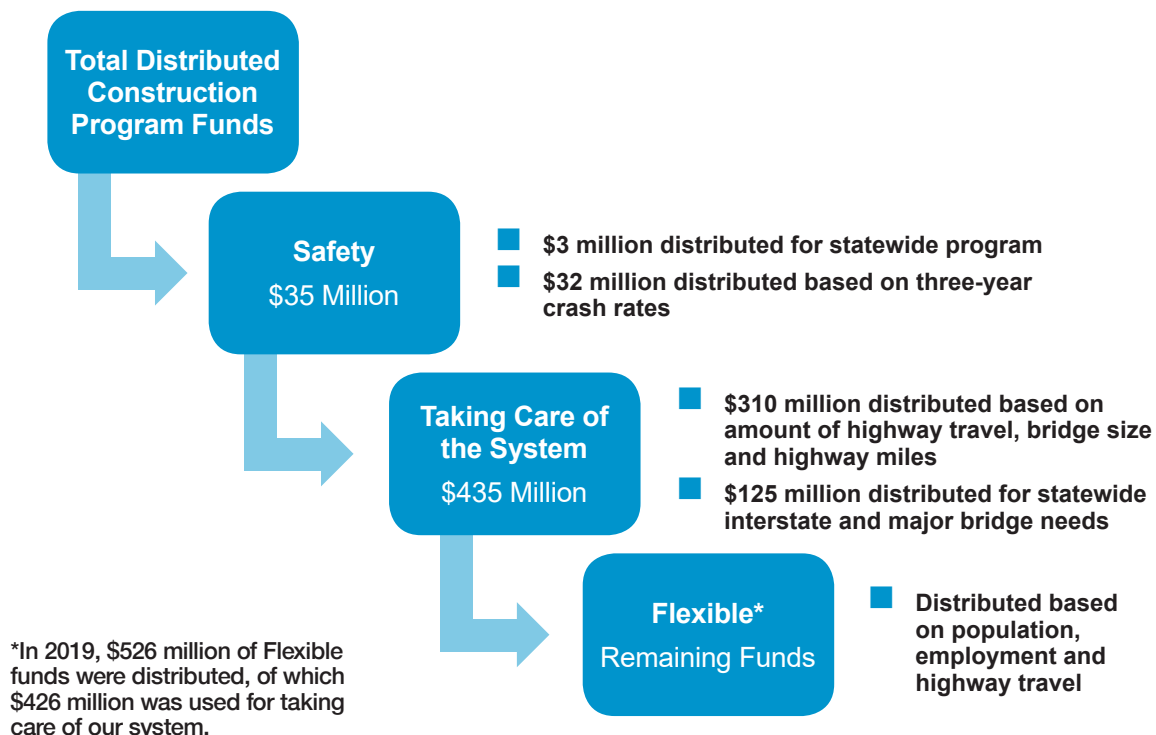 Total Distributed
Construction
Program Funds
Safety
$35 Million
$3 million distributed for statewide program
$32 million distributed based on three-year
crash rates
Taking Care of
the System
$435 Million
$310 million distributed based on
amount of highway travel, bridge size
and highway miles
$125 million distributed for statewide
interstate and major bridge needs
Flexible*
Remaining Funds
Distributed based
on population,
employment and
highway travel
*In 2019, $526 million of Flexible
funds were distributed, of which
$426 million was used for taking
care of our system.